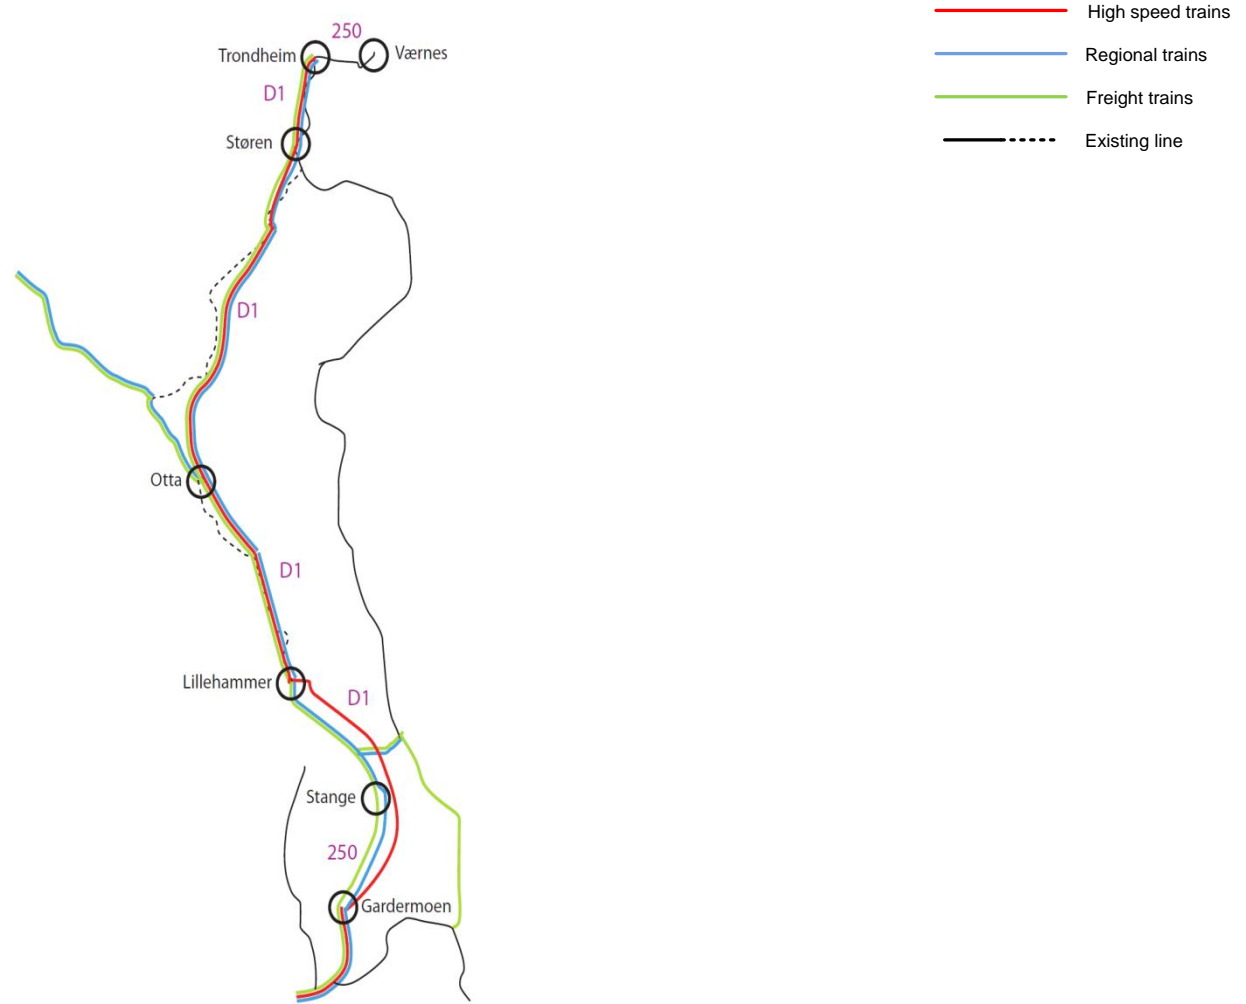 High speed trains
Regional trains
Freight trains
Existing line
250
Trondheim
Værnes
D1
Støren
D1
Otta
D1
Lillehammer
D1
Stange
250
Gardermoen